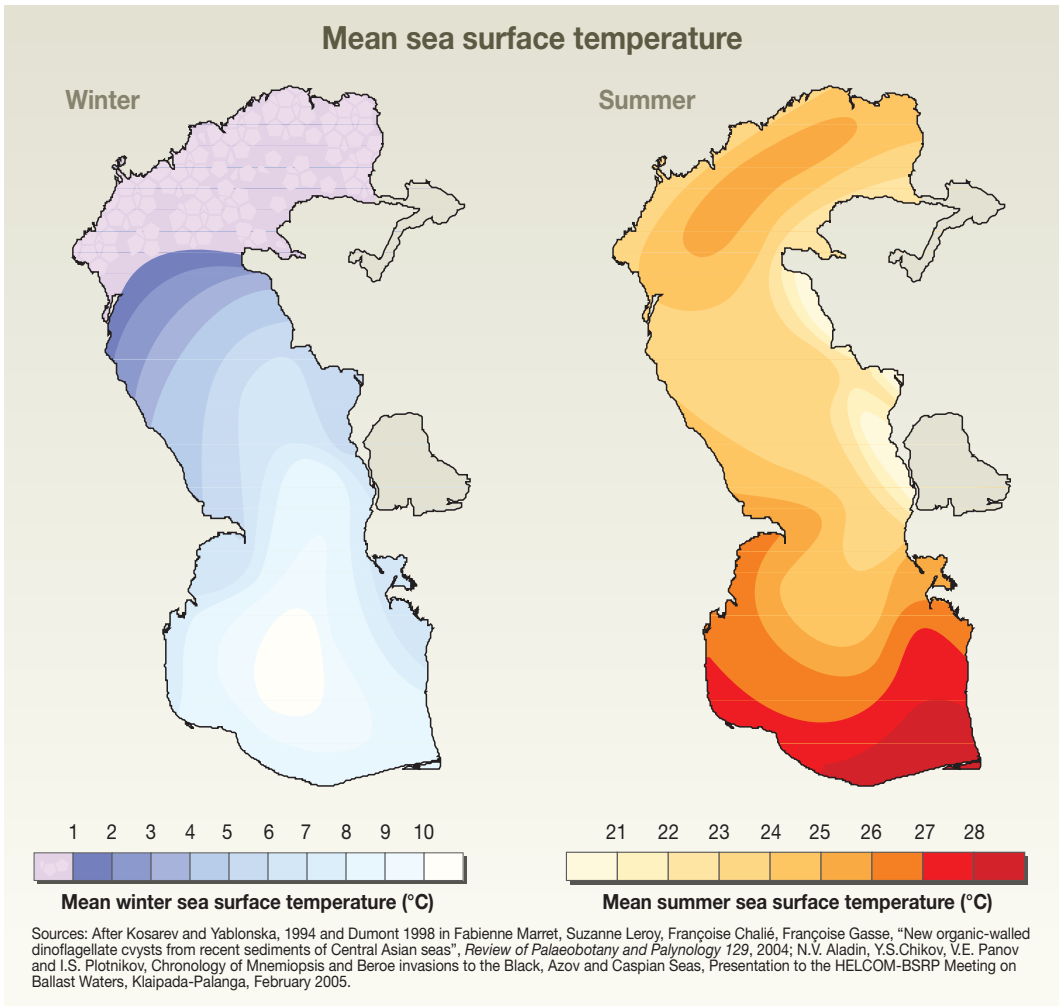 Mean sea surface temperature
Winter
Summer
1 2 3 4 5 6 7 8 9 10
Mean winter sea surface temperature (°C)
21 22 23 24 25 26 27 28
Mean summer sea surface temperature (°C)
Sources: After Kosarev and Yablonska, 1994 and Dumont 1998 in Fabienne Marret, Suzanne Leroy, Françoise Chalié, Françoise Gasse, “New organic-walled
dinoflagellate cvysts from recent sediments of Central Asian seas”, Review of Palaeobotany and Palynology 129, 2004; N.V. Aladin, Y.S.Chikov, V.E. Panov
and I.S. Plotnikov, Chronology of Mnemiopsis and Beroe invasions to the Black, Azov and Caspian Seas, Presentation to the HELCOM-BSRP Meeting on
Ballast Waters, Klaipada-Palanga, February 2005.